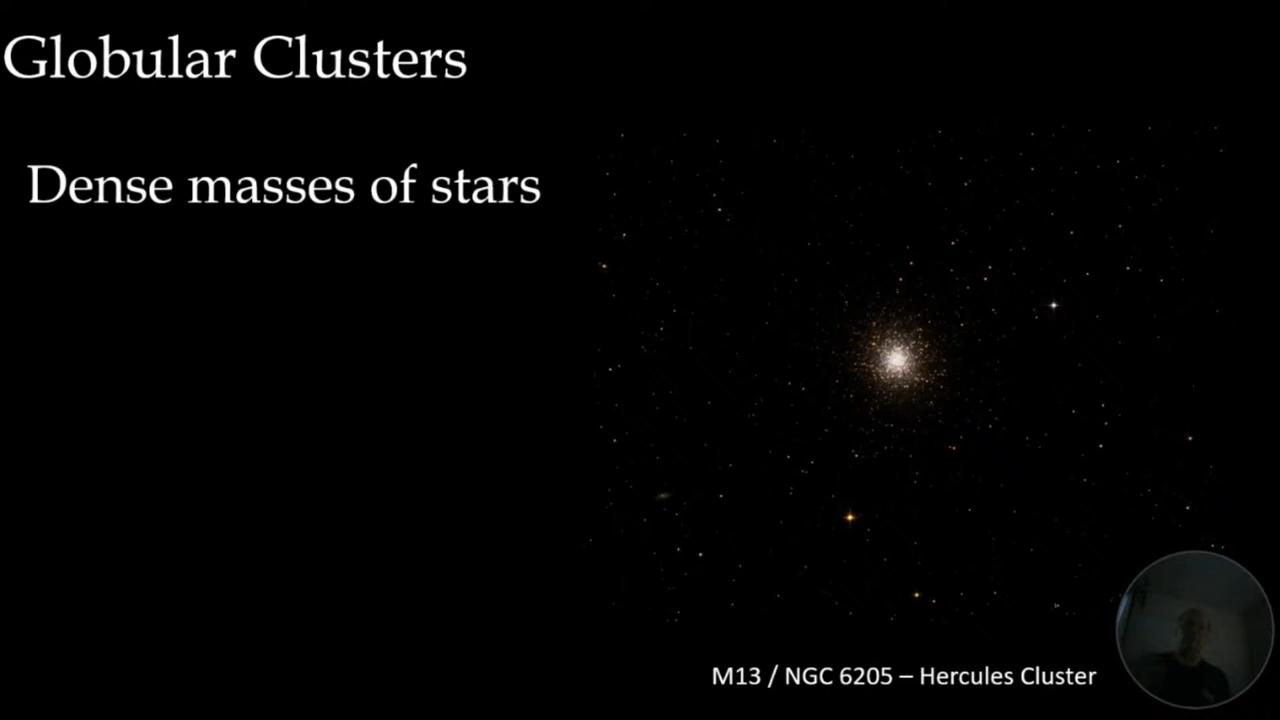 Globular Clusters
Dense masses of stars
M13 / NGC 6205 – Hercules Cluster